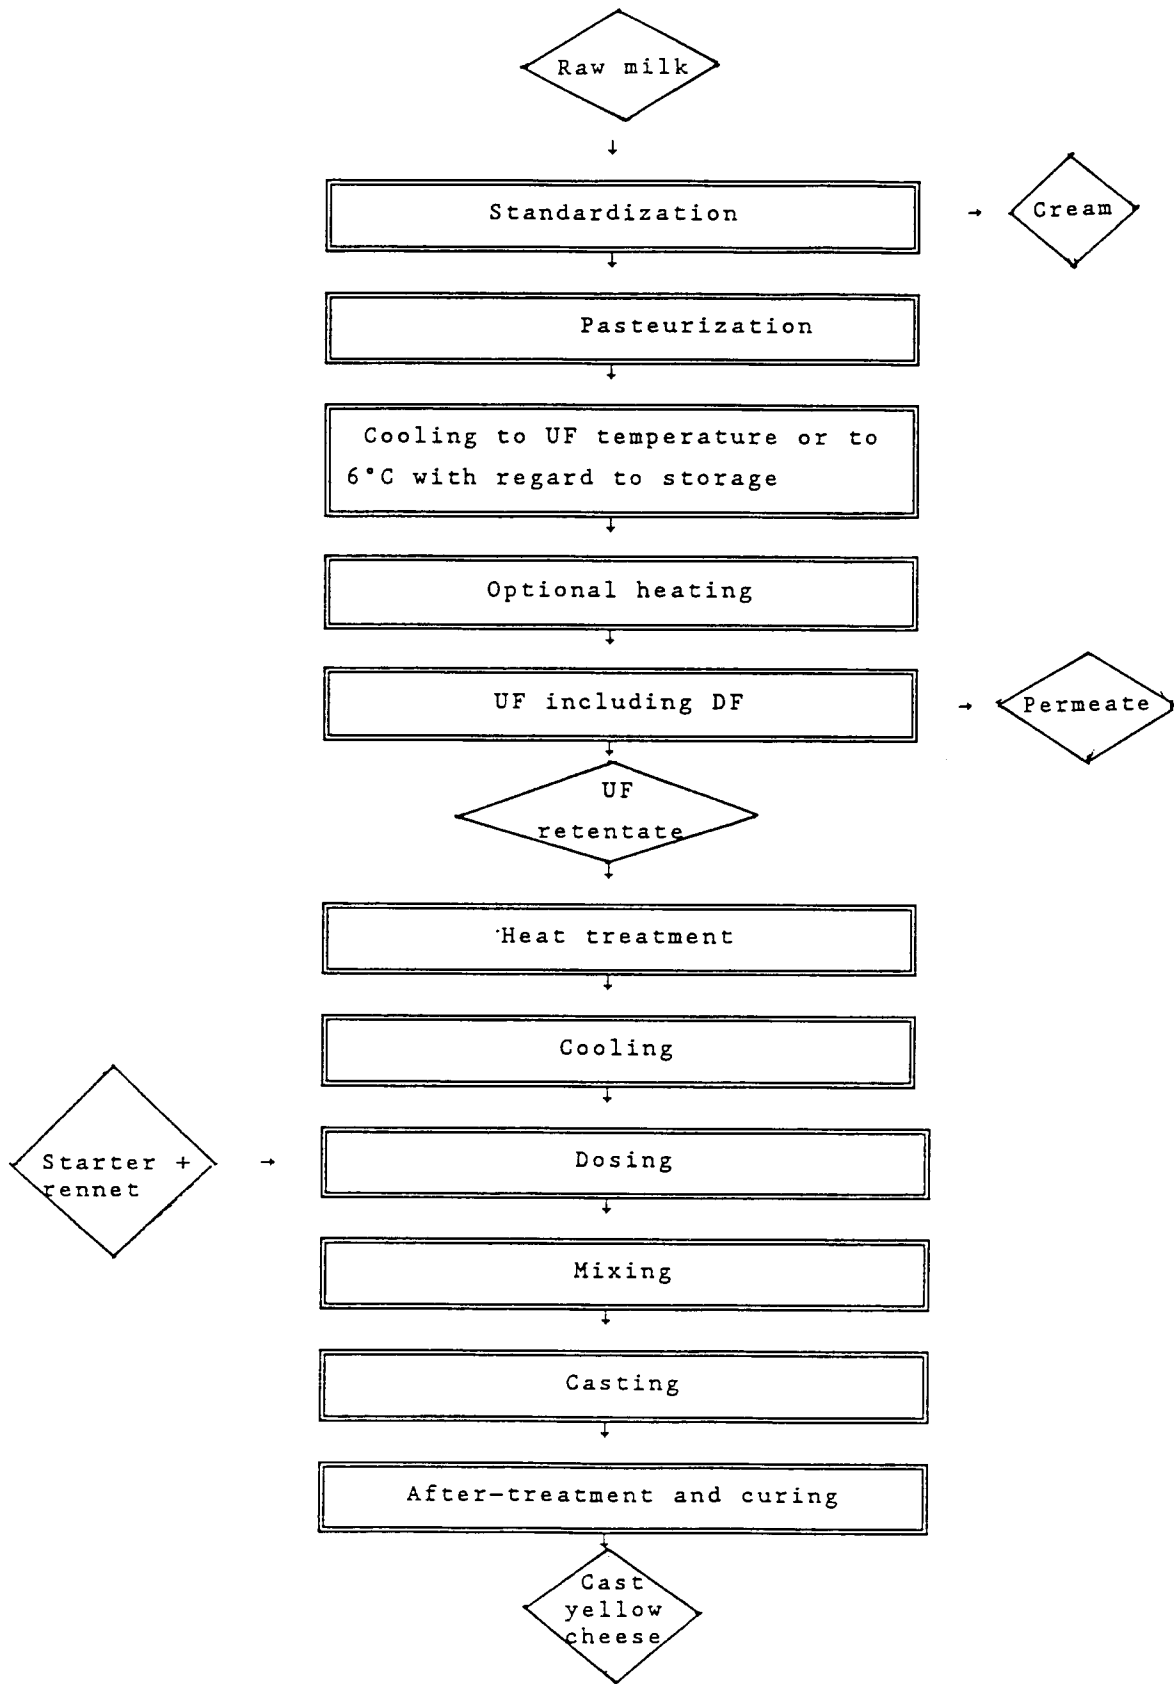 Raw milk
Standardization
Cream
Pasteurization
Cooling to UF temperature or to
6°C with regard to storage
Optional heating
UF including DF
Permeate
UF
retentate
Heat treatment
Cooling
Starter +
rennet
Dosing
Mixing
Casting
After-treatment and curing
Cast
yellow
cheese